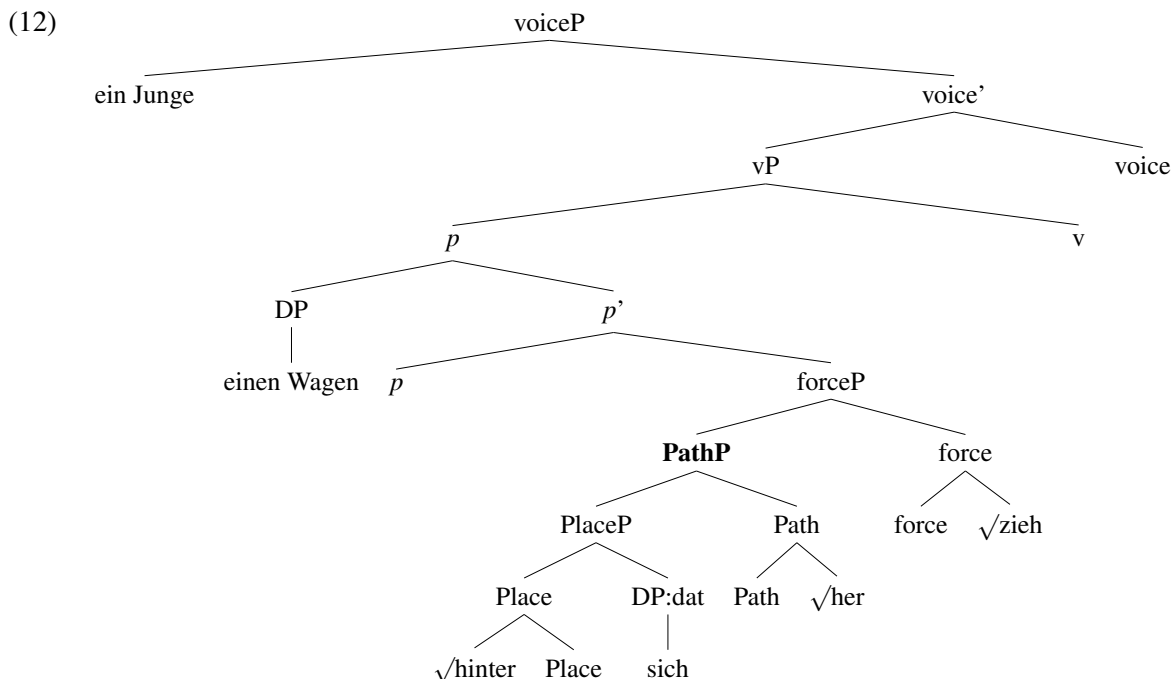 (12) voiceP
ein Junge voice’
vP voice
p v
DP p’
einen Wagen p forceP
PathP force
PlaceP Path force √zieh
Place DP:dat Path √her
√hinter Place sich